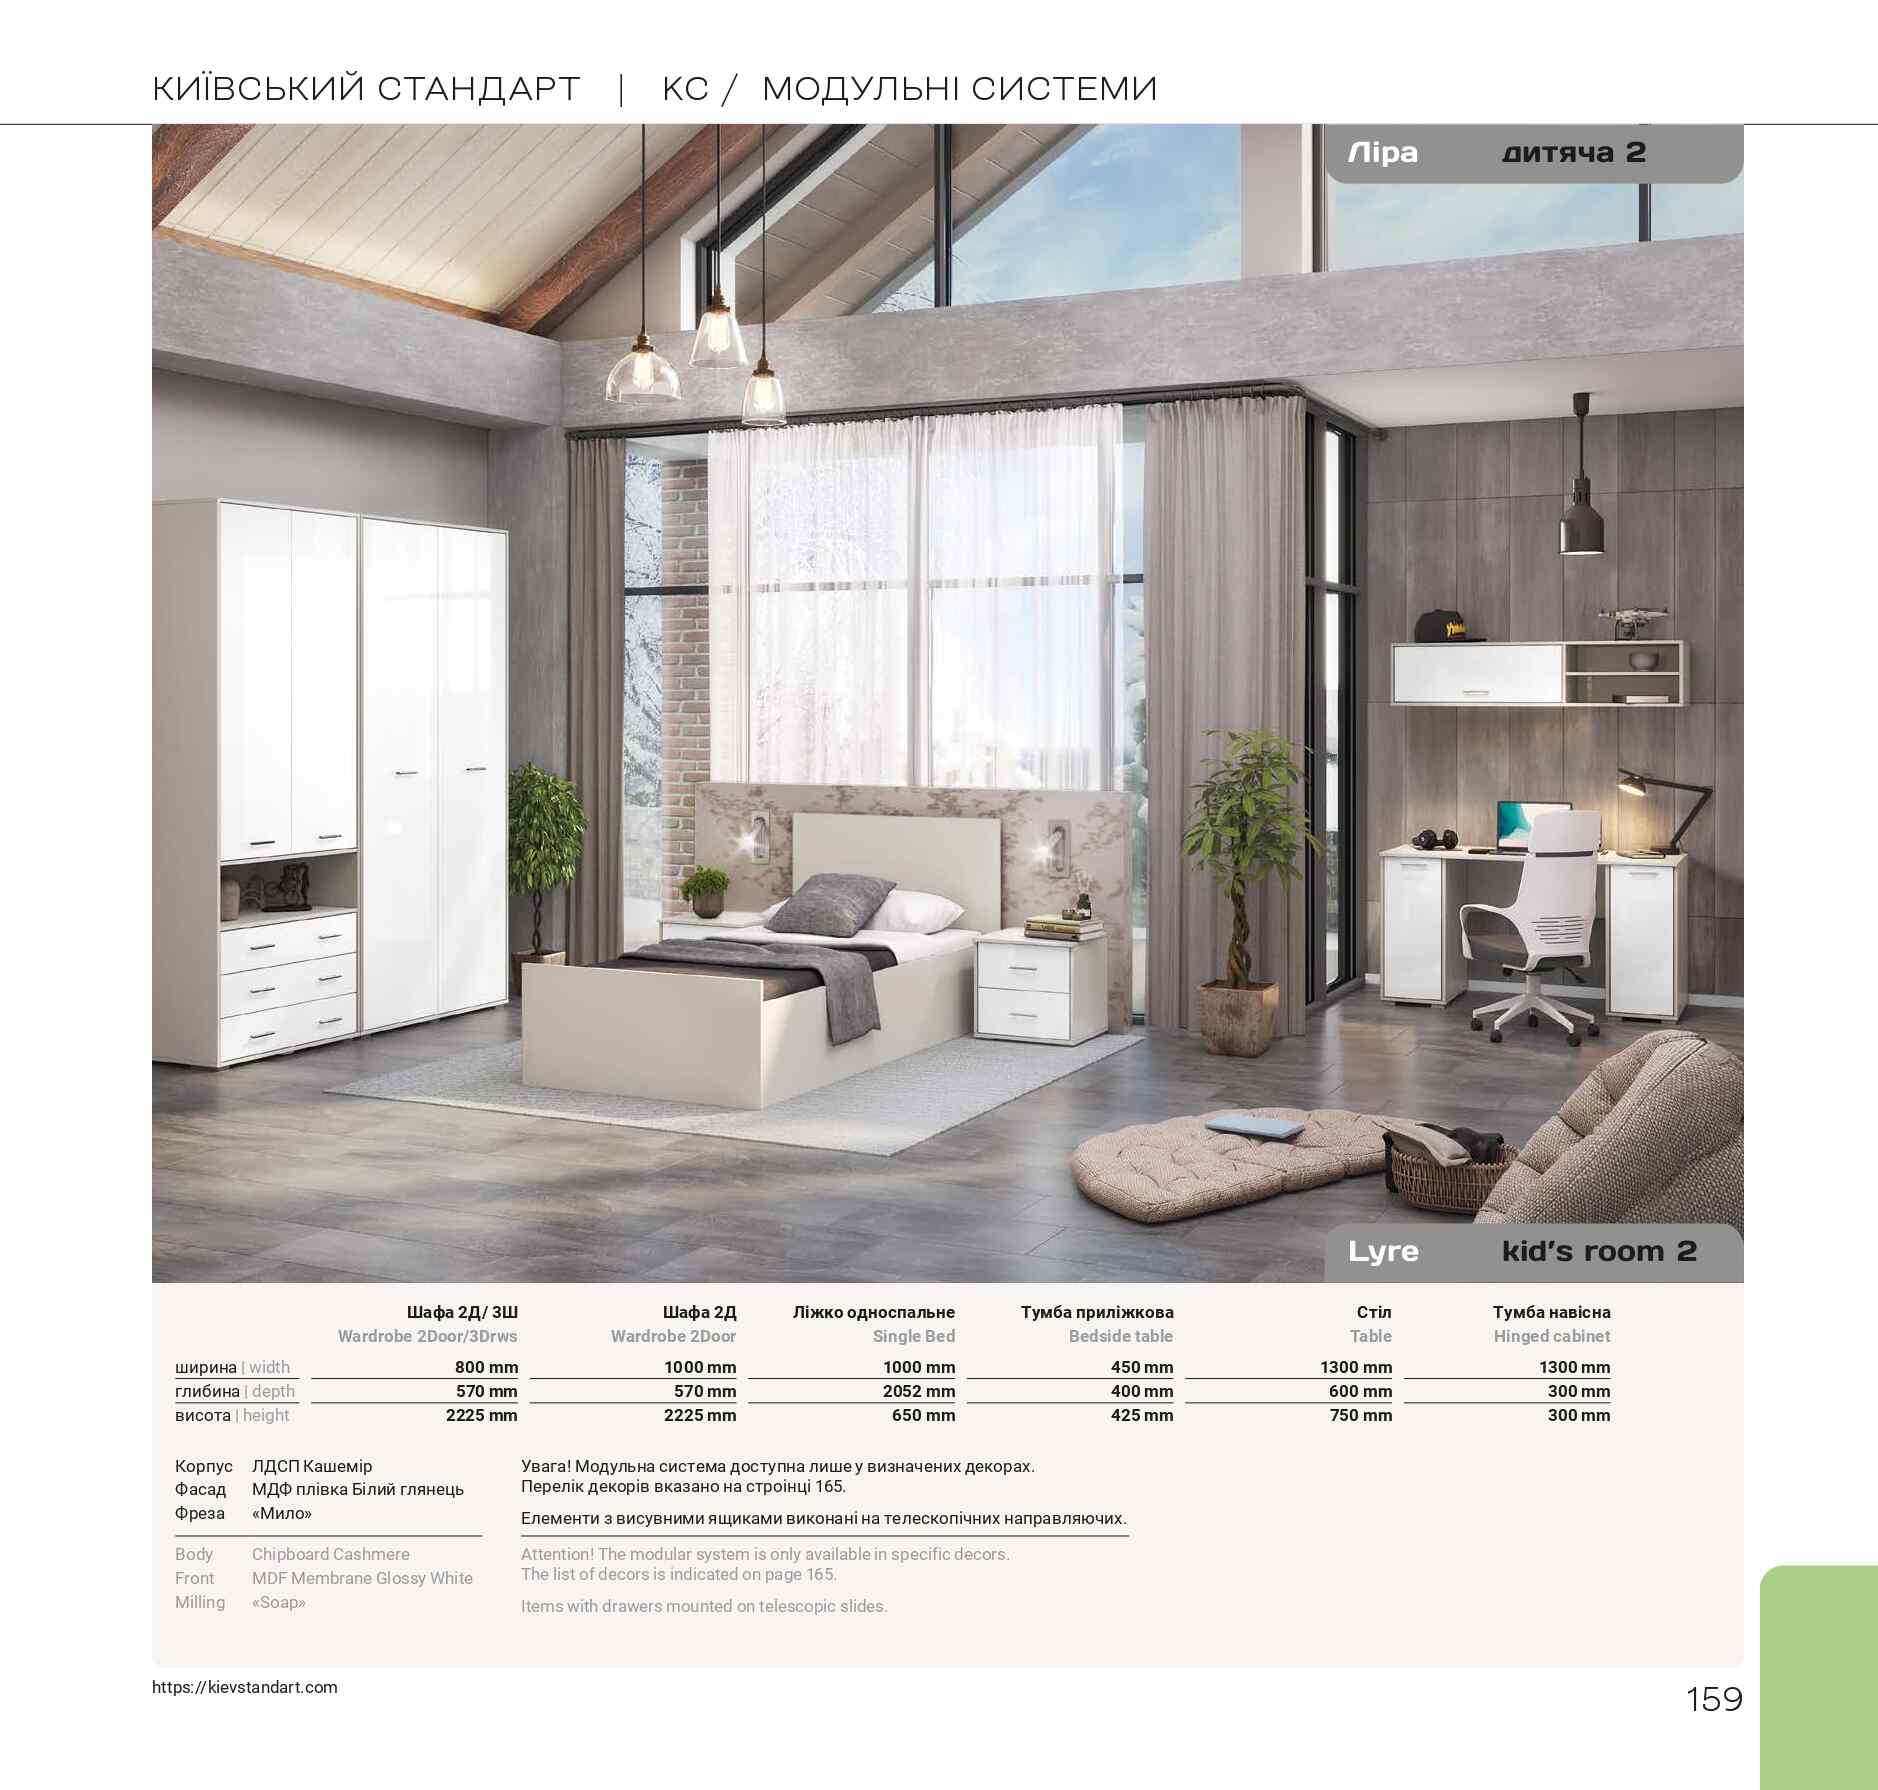 КИЇВСЬКИЙ СТАНДАРТ | КС / МОДУЛЬНІ СИСТЕМИ
Ліра дитяча 2
Lyre kid's room 2
Шафа 2Д/ 3Ш Шафа 2Д Ліжко односпальне Тумба приліжкова Стіл Тумба навісна
Wardrobe 2Door/3Drws Wardrobe 2Door Single Bed Bedside table Table Hinged cabinet
ширина | width 800 mm 1000 mm 1000 mm 450 mm 1300 mm 1300 mm
глибина | depth 570 mm 570 mm 2052 mm 400 mm 600 mm 300 mm
висота | height 2225 mm 2225 mm 650 mm 425 mm 750 mm 300 mm
Корпус ЛДСП Кашемір
Фасад МДФ плівка Білий глянець
Фреза «Мило»
Body Chipboard Cashmere
Front MDF Membrane Glossy White
Milling «Soap»
Увага! Модульна система доступна лише у визначених декорах.
Перелік декорів вказано на строінці 165.
Елементи з висувними ящиками виконані на телескопічних направляючих.
Attention! The modular system is only available in specific decors.
The list of decors is indicated on page 165.
Items with drawers mounted on telescopic slides.
https://kievstandart.com
159